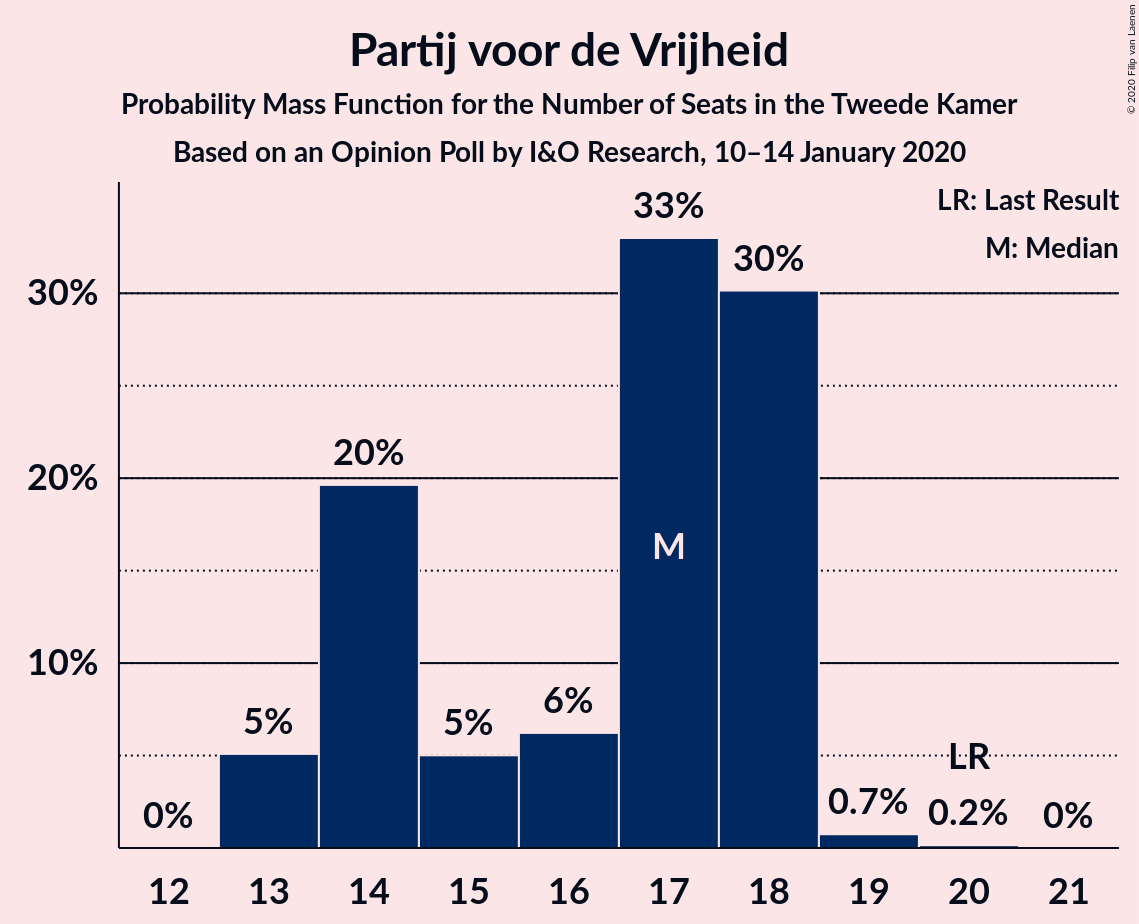 Partij voor de Vrijheid
Probability Mass Function for the Number of Seats in the Tweede Kamer
Based on an Opinion Poll by I&O Research, 10–14 January 2020
© 2020 Filip van Laenen
LR: Last Result
M: Median
30%
20%
10%
0%
5%
20%
5%
6%
33%
M
30%
0.7%
LR
0.2%
0%
12 13 14 15 16 17 18 19 20 21